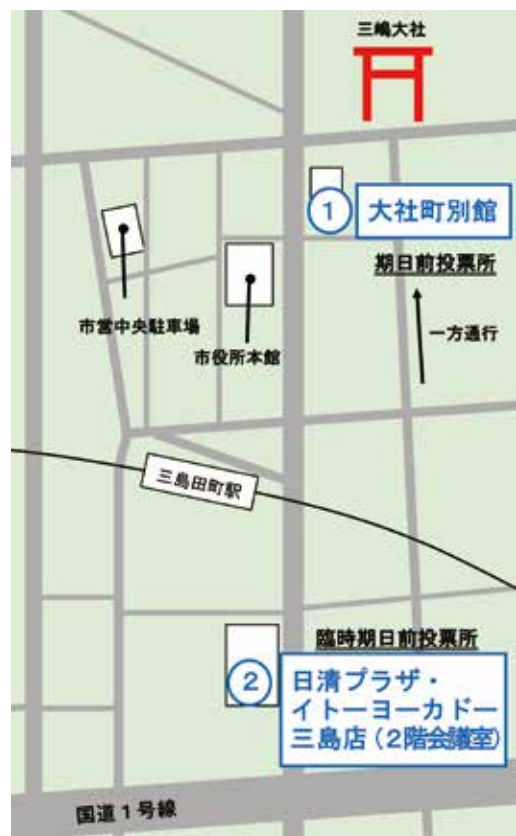 三嶋大社
1
大社町別館
期日前投票所
市営中央駐車場
市役所本館
一方通行
三島田町駅
臨時期日前投票所
2
日清プラザ・
イトーヨーカドー
三島店(2階会議室)
国道1号線